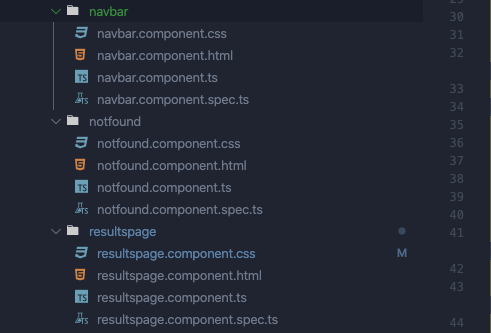 navbar
navbar.component.css
navbar.component.html
TS navbar.component.ts
TS navbar.component.spec.ts
notfound
notfound.component.css
notfound.component.html
TS notfound.component.ts
TS notfound.component.spec.ts
resultspage
resultspage.component.css M
resultspage.component.html
TS resultspage.component.ts
TS resultspage.component.spec.ts
30
31
32
33
34
35
36
37
38
39
40
41
42
43
44